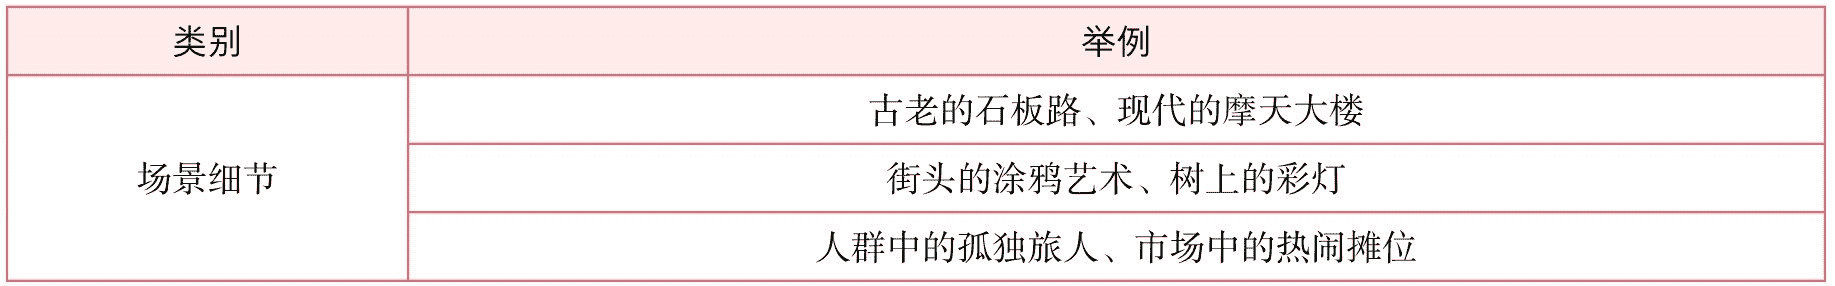 类别
举例
场景细节
古老的石板路、现代的摩天大楼
街头的涂鸦艺术、树上的彩灯
人群中的孤独旅人、市场中的热闹摊位